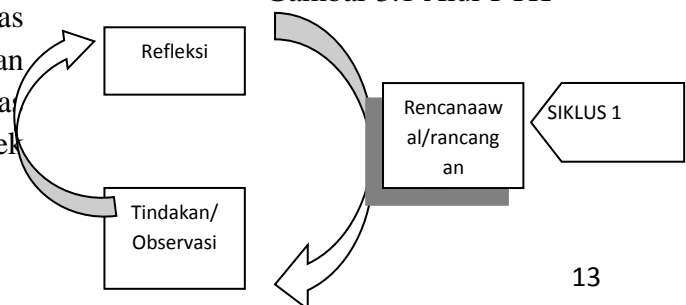 Refleksi
Rencanaaw
al/rancang
an
SIKLUS 1
Tindakan/
Observasi
13